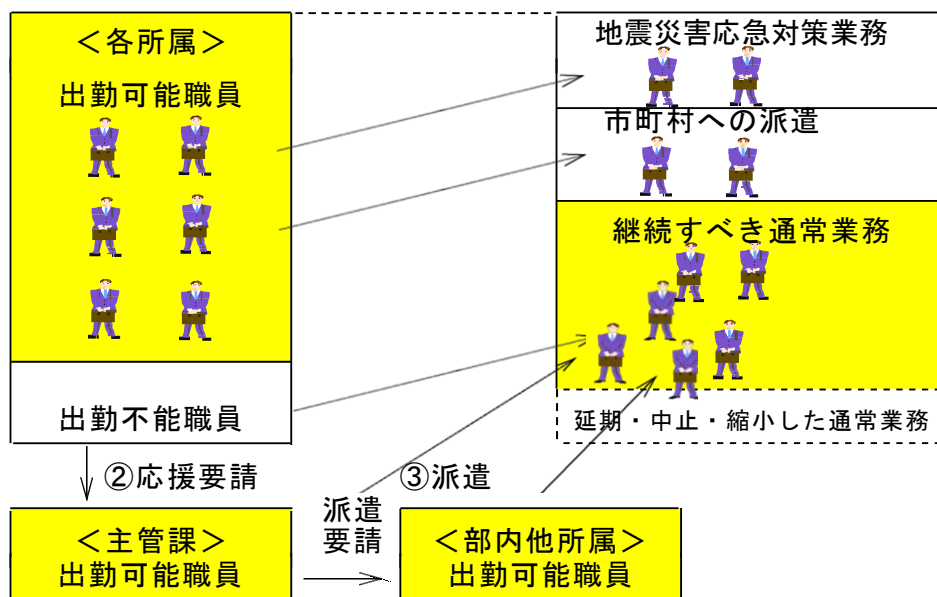 ＜各所属＞
出勤可能職員
出勤不能職員
地震災害応急対策業務
市町村への派遣
継続すべき通常業務
延期・中止・縮小した通常業務
②応援要請
③派遣
派遣
要請
＜主管課＞
出勤可能職員
＜部内他所属＞
出勤可能職員